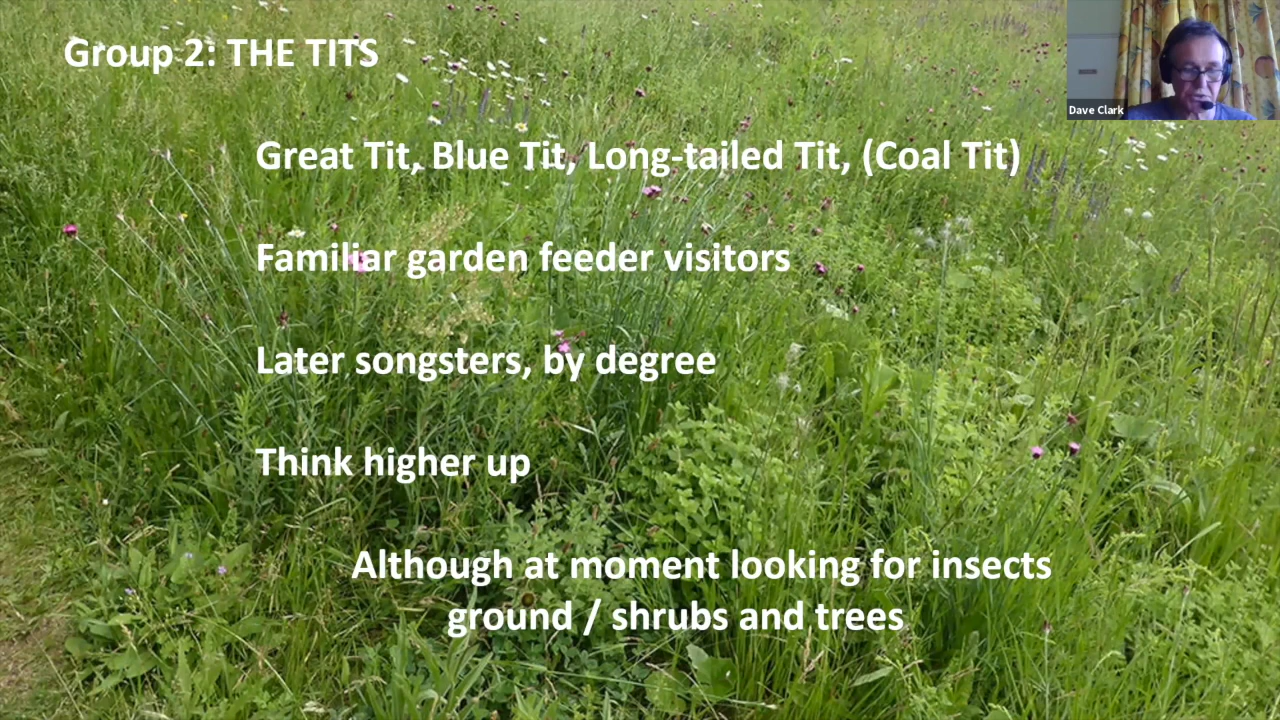 Group 2: THE TITS
Dave Clark
Great Tit, Blue Tit, Long-tailed Tit, (Coal Tit)
Familiar garden feeder visitors
Later songsters, by degree
Think higher up
Although at moment looking for insects
ground / shrubs and trees